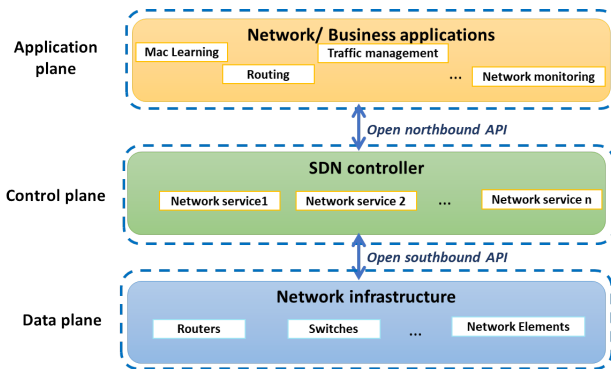 Application
plane
Network/ Business applications
Mac Learning
Traffic management
Routing
...
Network monitoring
Open northbound API
Control plane
SDN controller
Network service1
Network service 2
...
Network service n
Open southbound API
Data plane
Network infrastructure
Routers
Switches
...
Network Elements